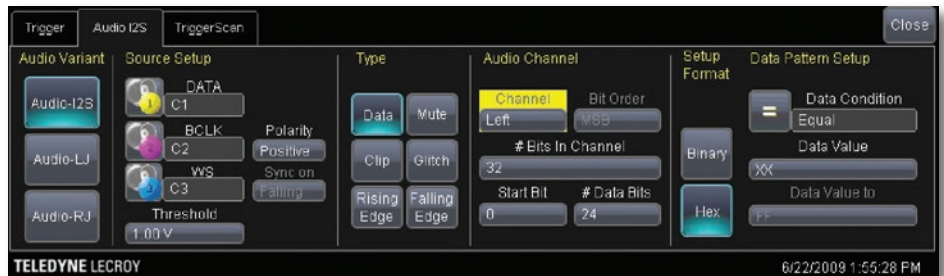 Trigger
Audio I2S
TriggerScan
Close
Audio Variant
Audio-I2S
Audio-LJ
Audio-RJ
Source Setup
DATA
1
C1
BCLK
2
C2
Polarity
Positive
WS
3
C3
Sync on
Falling
Threshold
1.00 V
Type
Data
Mute
Clip
Glitch
Rising Edge
Falling Edge
Audio Channel
Channel
Left
Bit Order
MSB
# Bits In Channel
32
Start Bit
0
# Data Bits
24
Setup Format
Binary
Hex
Data Pattern Setup
=
Data Condition
Equal
Data Value
XX
Data Value to
FF
TELEDYNE LECROY
6/22/2009 1:55:28 PM